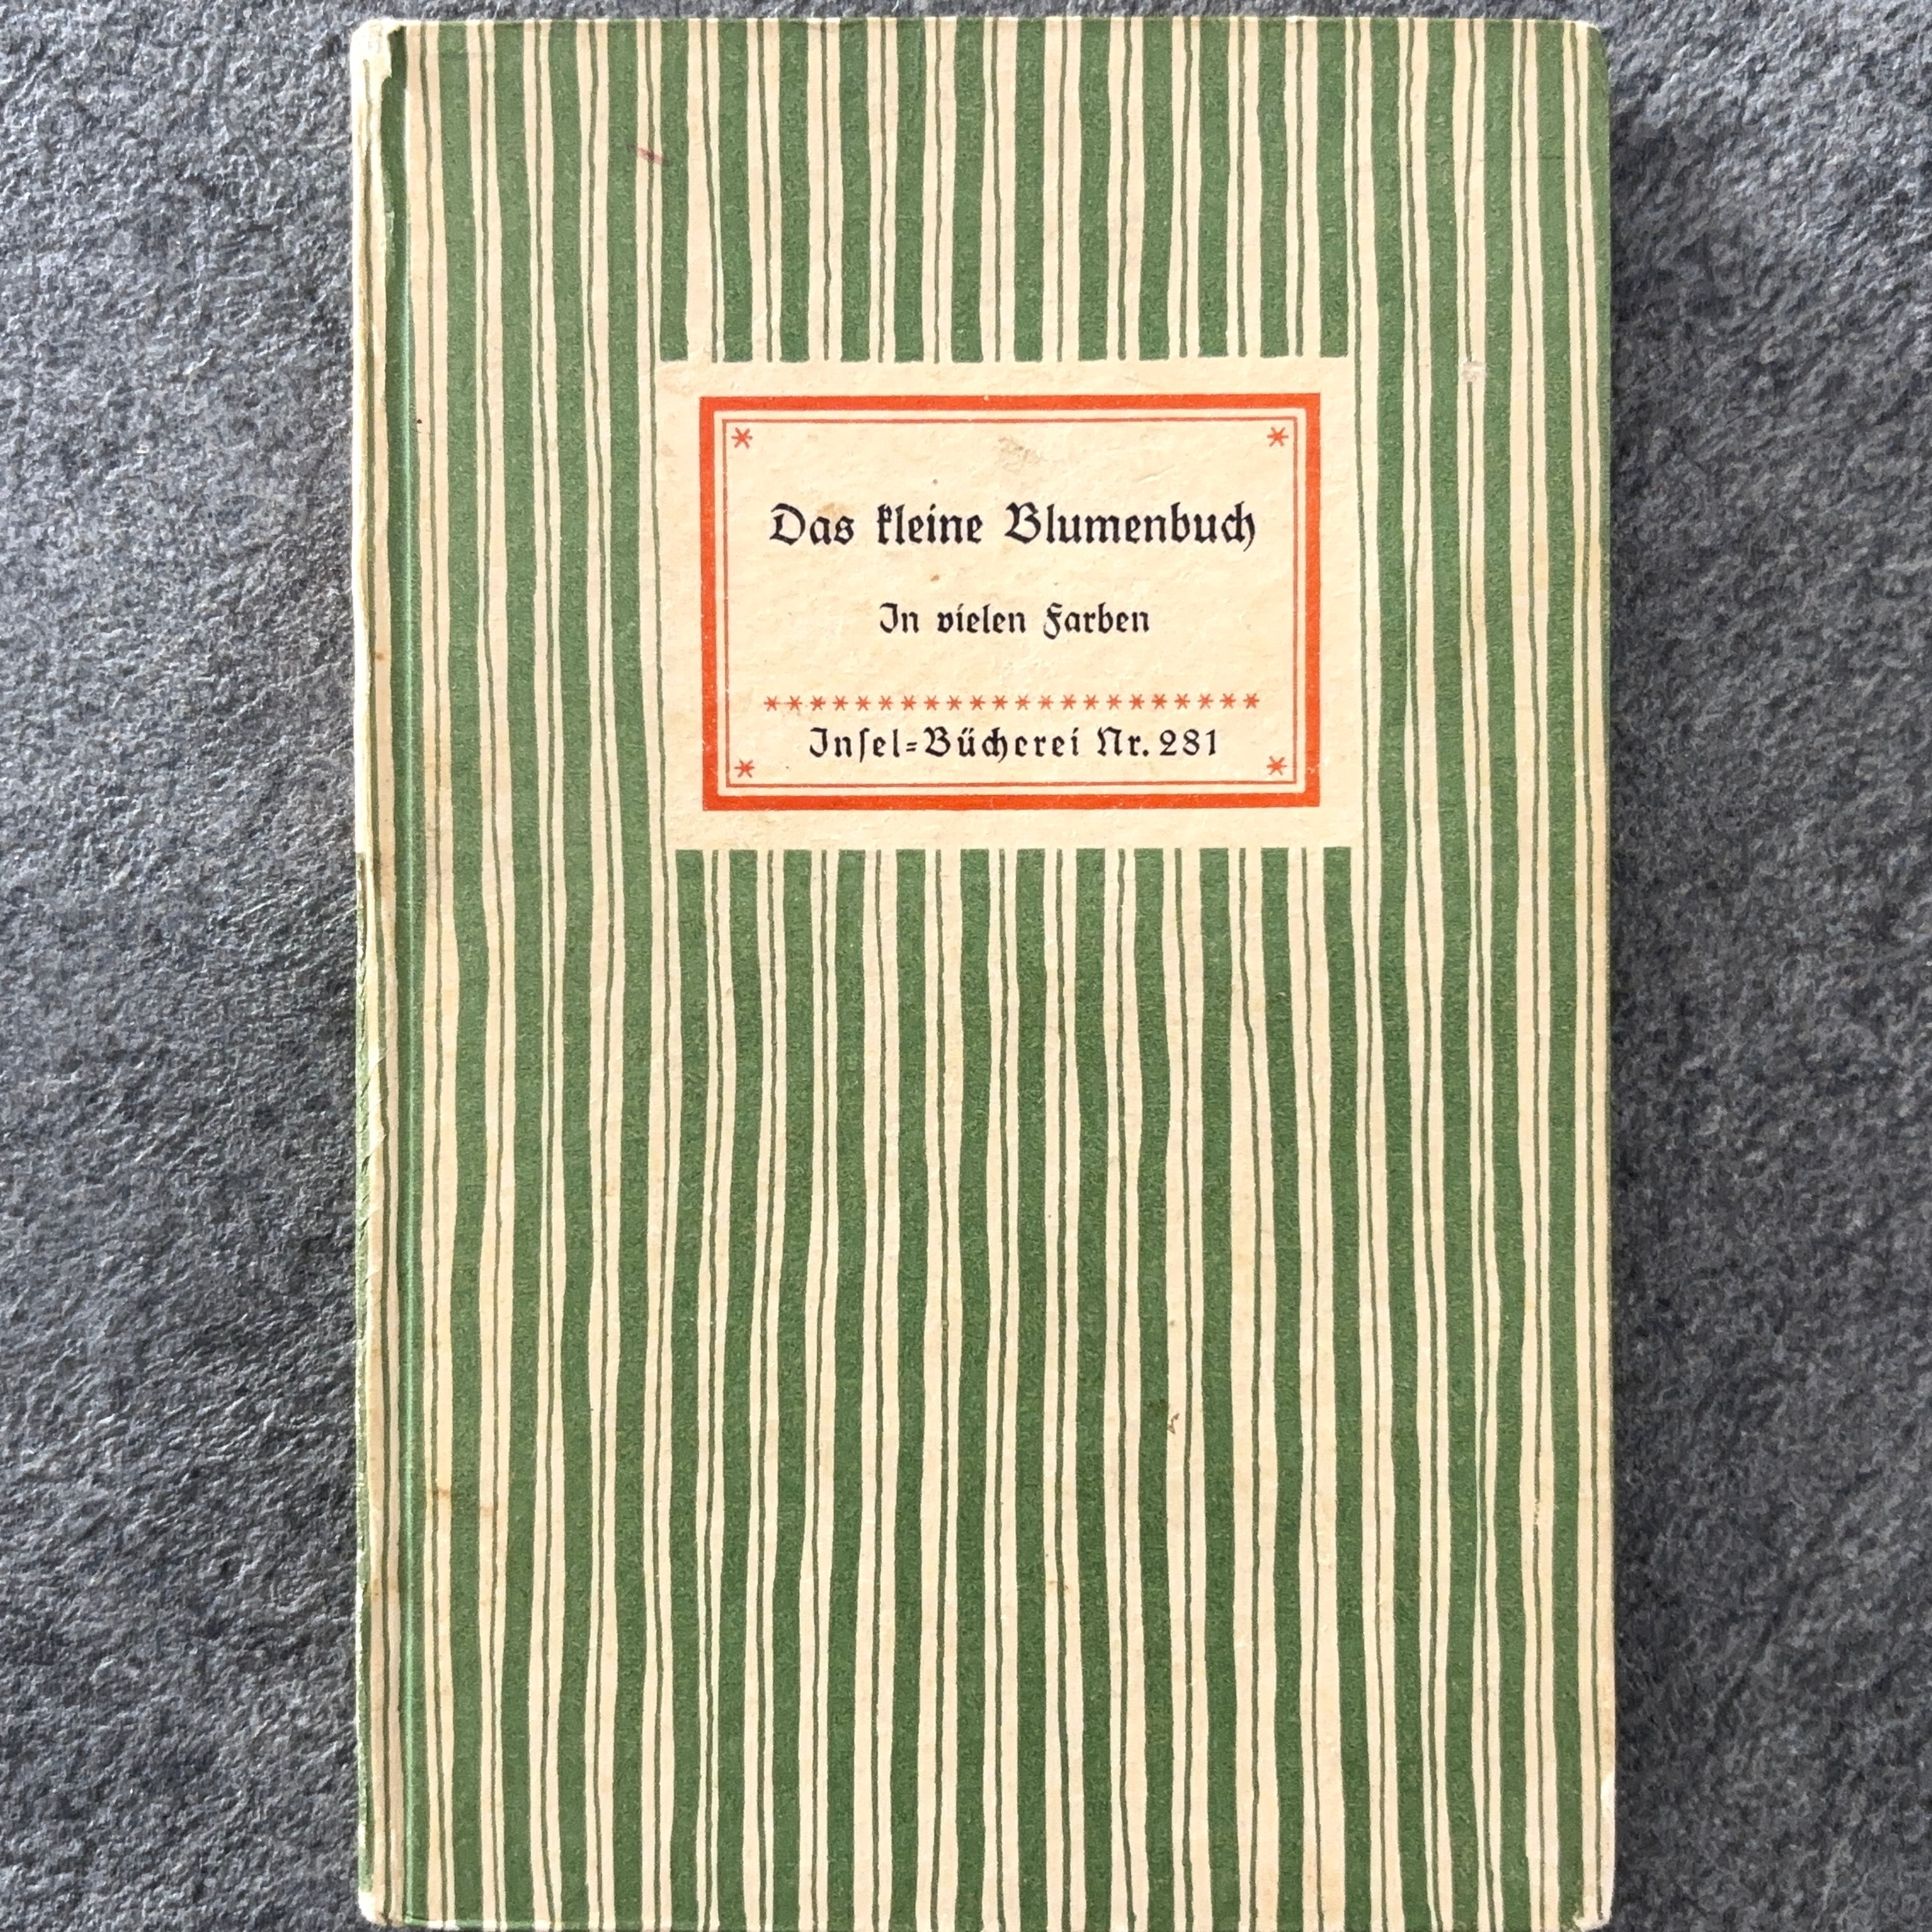 Das kleine Blumenbuch
In vielen Farben
Inſel=Bücherei Nr. 281